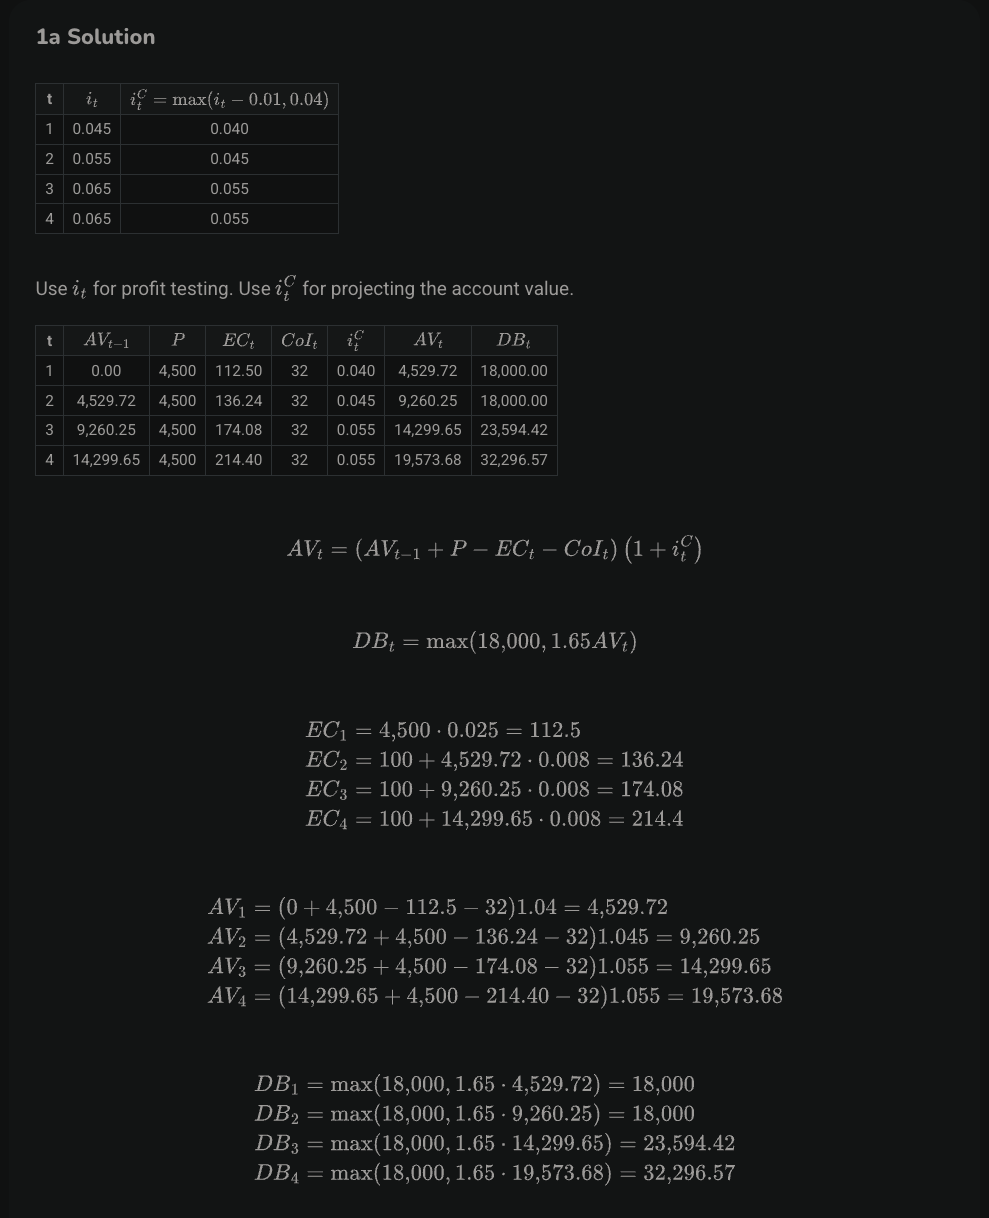 1a Solution
t i_t i_t^C = max(i_t − 0.01, 0.04)
1 0.045 0.040
2 0.055 0.045
3 0.065 0.055
4 0.065 0.055
Use i_t for profit testing. Use i_t^C for projecting the account value.
t AV_{t−1} P EC_t CoI_t i_t^C AV_t DB_t
1 0.00 4,500 112.50 32 0.040 4,529.72 18,000.00
2 4,529.72 4,500 136.24 32 0.045 9,260.25 18,000.00
3 9,260.25 4,500 174.08 32 0.055 14,299.65 23,594.42
4 14,299.65 4,500 214.40 32 0.055 19,573.68 32,296.57
AV_t = (AV_{t−1} + P − EC_t − CoI_t) (1 + i_t^C)
DB_t = max(18,000, 1.65AV_t)
EC_1 = 4,500 · 0.025 = 112.5
EC_2 = 100 + 4,529.72 · 0.008 = 136.24
EC_3 = 100 + 9,260.25 · 0.008 = 174.08
EC_4 = 100 + 14,299.65 · 0.008 = 214.4
AV_1 = (0 + 4,500 − 112.5 − 32)1.04 = 4,529.72
AV_2 = (4,529.72 + 4,500 − 136.24 − 32)1.045 = 9,260.25
AV_3 = (9,260.25 + 4,500 − 174.08 − 32)1.055 = 14,299.65
AV_4 = (14,299.65 + 4,500 − 214.40 − 32)1.055 = 19,573.68
DB_1 = max(18,000, 1.65 · 4,529.72) = 18,000
DB_2 = max(18,000, 1.65 · 9,260.25) = 18,000
DB_3 = max(18,000, 1.65 · 14,299.65) = 23,594.42
DB_4 = max(18,000, 1.65 · 19,573.68) = 32,296.57